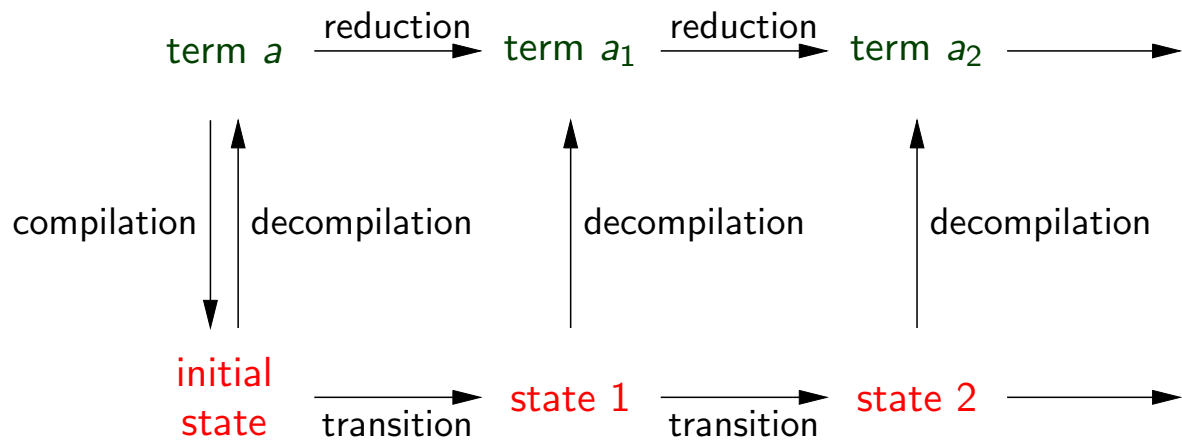 reduction reduction
term a term a₁ term a₂
compilation decompilation decompilation decompilation
initial
state
state 1 state 2
transition transition